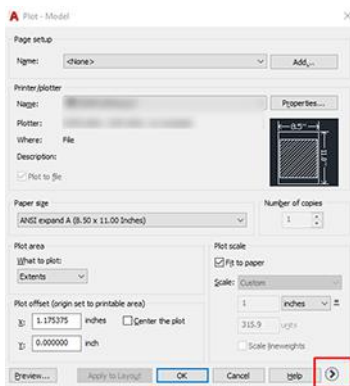 Plot - Model
Page setup
Name: <None> Add...
Printer/plotter
Name: Properties...
Plotter:
Where: File
Description:
Plot to file
8.5"
11.0"
Paper size
ANSI expand A (8.50 x 11.00 Inches)
Number of copies
1
Plot area
What to plot:
Extents
Plot scale
Fit to paper
Scale: Custom
1 inches =
315.9 units
Scale lineweights
Plot offset (origin set to printable area)
X: 1.175375 inches Center the plot
Y: 0.000000 inch
Preview... Apply to Layout OK Cancel Help